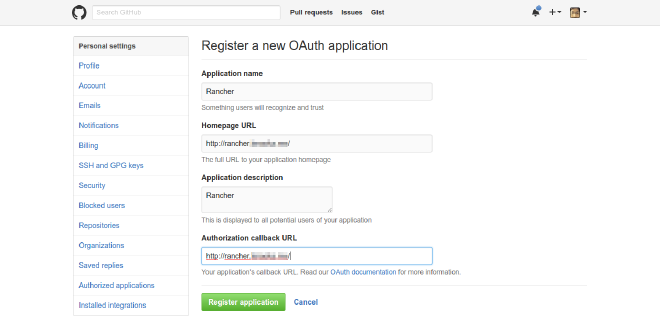 Search GitHub
Pull requests Issues Gist
Personal settings
Profile
Account
Emails
Notifications
Billing
SSH and GPG keys
Security
Blocked users
Repositories
Organizations
Saved replies
Authorized applications
Installed integrations
Register a new OAuth application
Application name
Rancher
Something users will recognize and trust
Homepage URL
http://rancher.
The full URL to your application homepage
Application description
Rancher
This is displayed to all potential users of your application
Authorization callback URL
http://rancher.
Your application's callback URL. Read our OAuth documentation for more information.
Register application Cancel